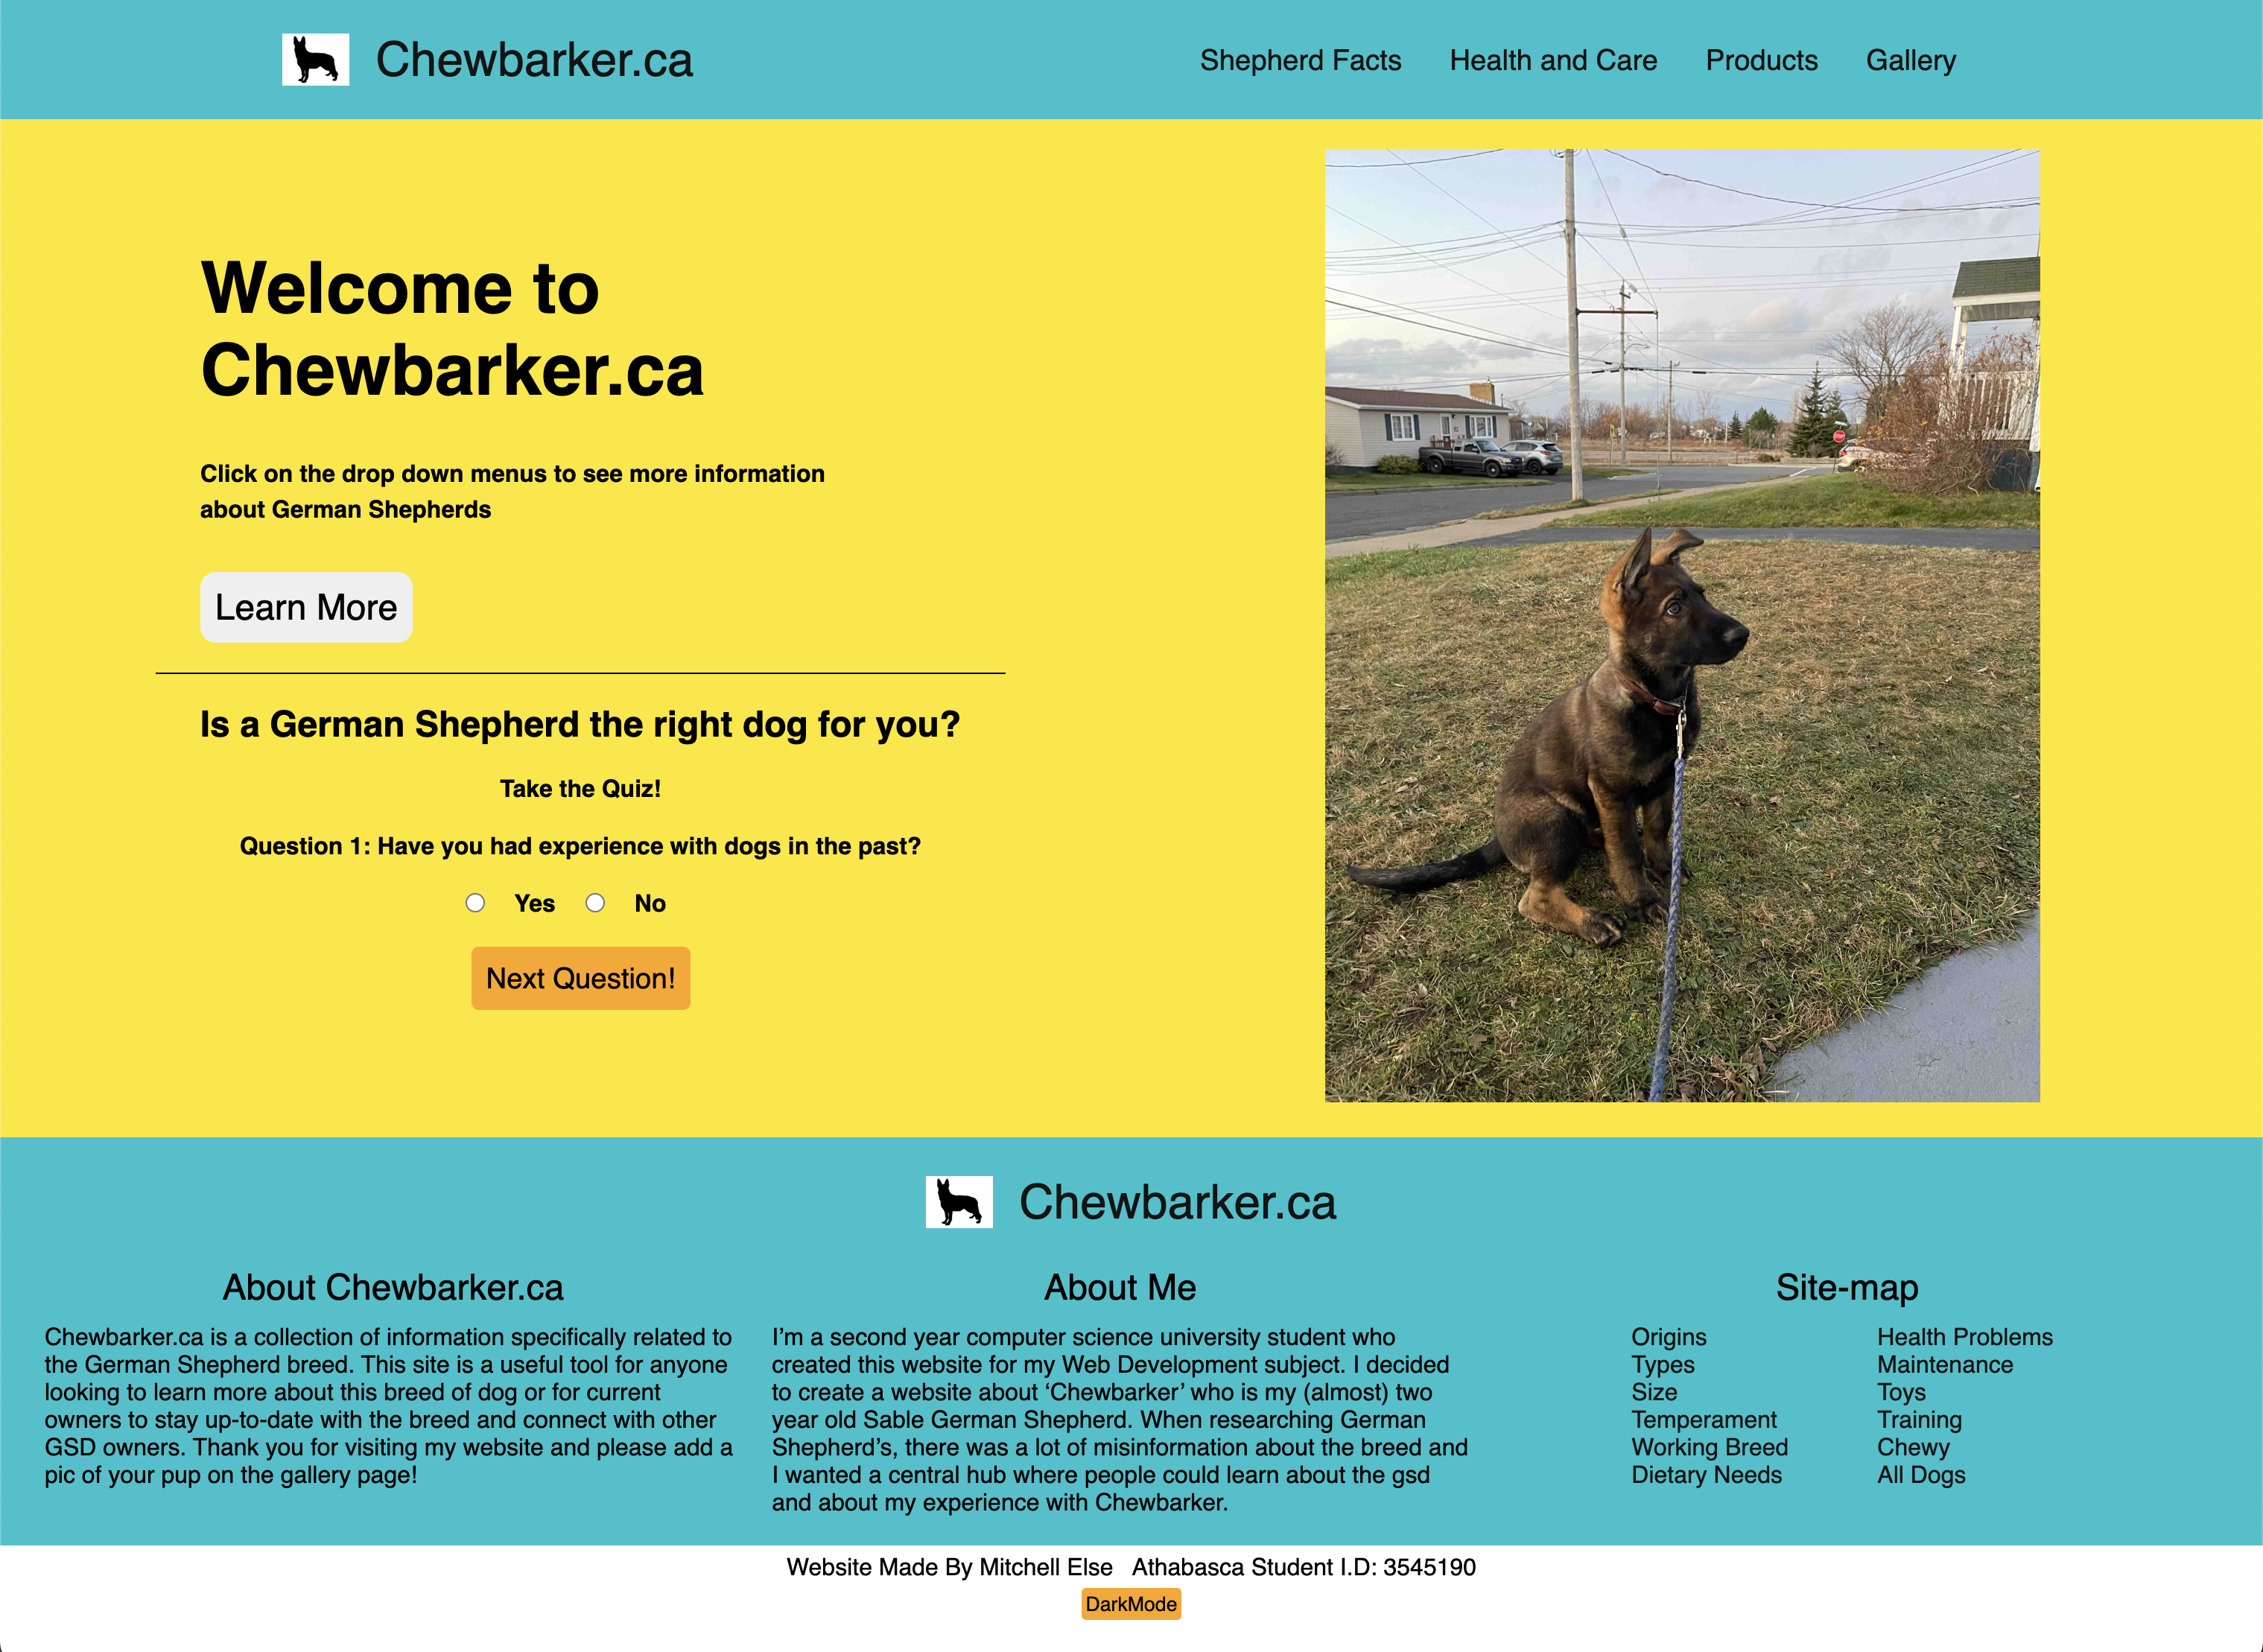 Chewbarker.ca
Shepherd Facts
Health and Care
Products
Gallery
Welcome to
Chewbarker.ca
Click on the drop down menus to see more information
about German Shepherds
Learn More
Is a German Shepherd the right dog for you?
Take the Quiz!
Question 1: Have you had experience with dogs in the past?
Yes No
Next Question!
Chewbarker.ca
About Chewbarker.ca
Chewbarker.ca is a collection of information specifically related to
the German Shepherd breed. This site is a useful tool for anyone
looking to learn more about this breed of dog or for current
owners to stay up-to-date with the breed and connect with other
GSD owners. Thank you for visiting my website and please add a
pic of your pup on the gallery page!
About Me
I’m a second year computer science university student who
created this website for my Web Development subject. I decided
to create a website about ‘Chewbarker’ who is my (almost) two
year old Sable German Shepherd. When researching German
Shepherd’s, there was a lot of misinformation about the breed and
I wanted a central hub where people could learn about the gsd
and about my experience with Chewbarker.
Site-map
Origins
Types
Size
Temperament
Working Breed
Dietary Needs
Health Problems
Maintenance
Toys
Training
Chewy
All Dogs
Website Made By Mitchell Else Athabasca Student I.D: 3545190
DarkMode